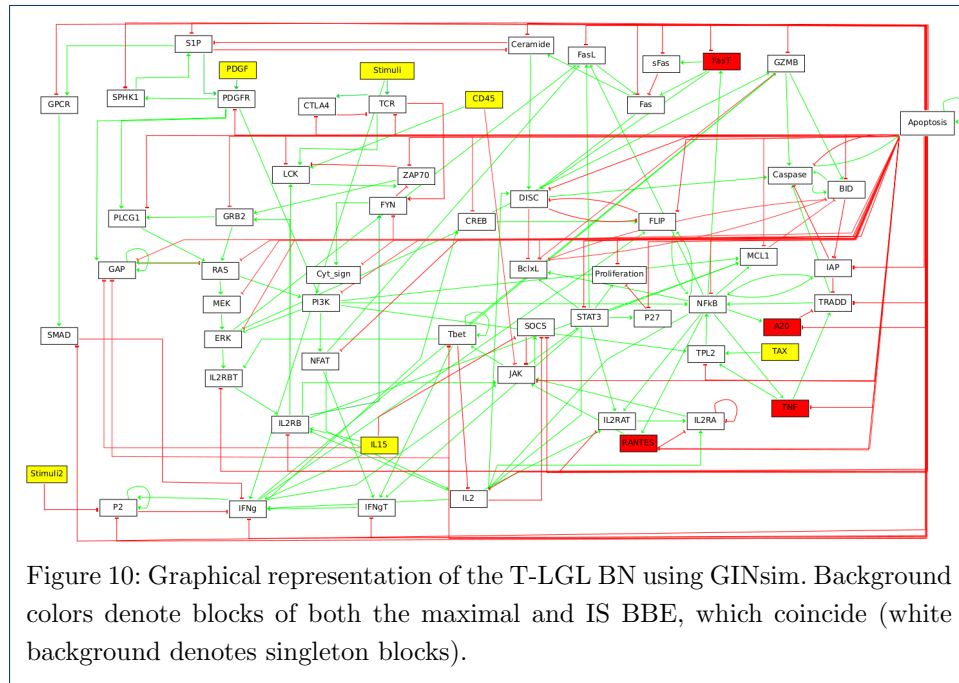 S1P
Ceramide
FasL
sFas
FasT
GZMB
PDGF
Stimuli
GPCR
SPHK1
PDGFR
CTLA4
TCR
CD45
Fas
Apoptosis
LCK
ZAP70
Caspase
BID
DISC
FYN
PLCG1
GRB2
CREB
FLIP
GAP
RAS
Cyt_sign
BclxL
Proliferation
MCL1
IAP
MEK
PI3K
NFkB
TRADD
SMAD
ERK
Tbet
SOCS
STAT3
P27
A20
NFAT
TPL2
TAX
IL2RBT
JAK
TNF
IL2RB
IL15
IL2RAT
IL2RA
RANTES
Stimuli2
P2
IFNg
IFNgT
IL2
Figure 10: Graphical representation of the T-LGL BN using GINsim. Background
colors denote blocks of both the maximal and IS BBE, which coincide (white
background denotes singleton blocks).